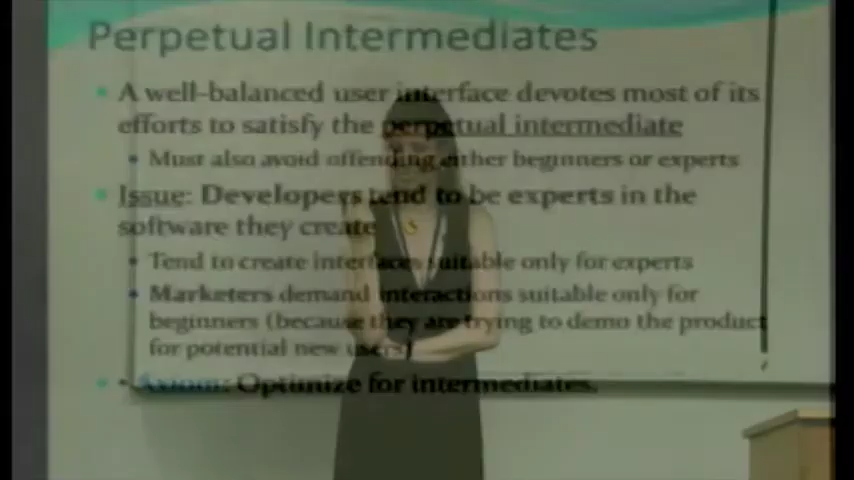 Perpetual Intermediates
• A well-balanced user interface devotes most of its
efforts to satisfy the perpetual intermediate
• Must also avoid offending either beginners or experts
• Issue: Developers tend to be experts in the
software they create
• Tend to create interfaces suitable only for experts
• Marketers demand interactions suitable only for
beginners (because they are trying to demo the product
for potential new users)
• • Axiom: Optimize for intermediates.